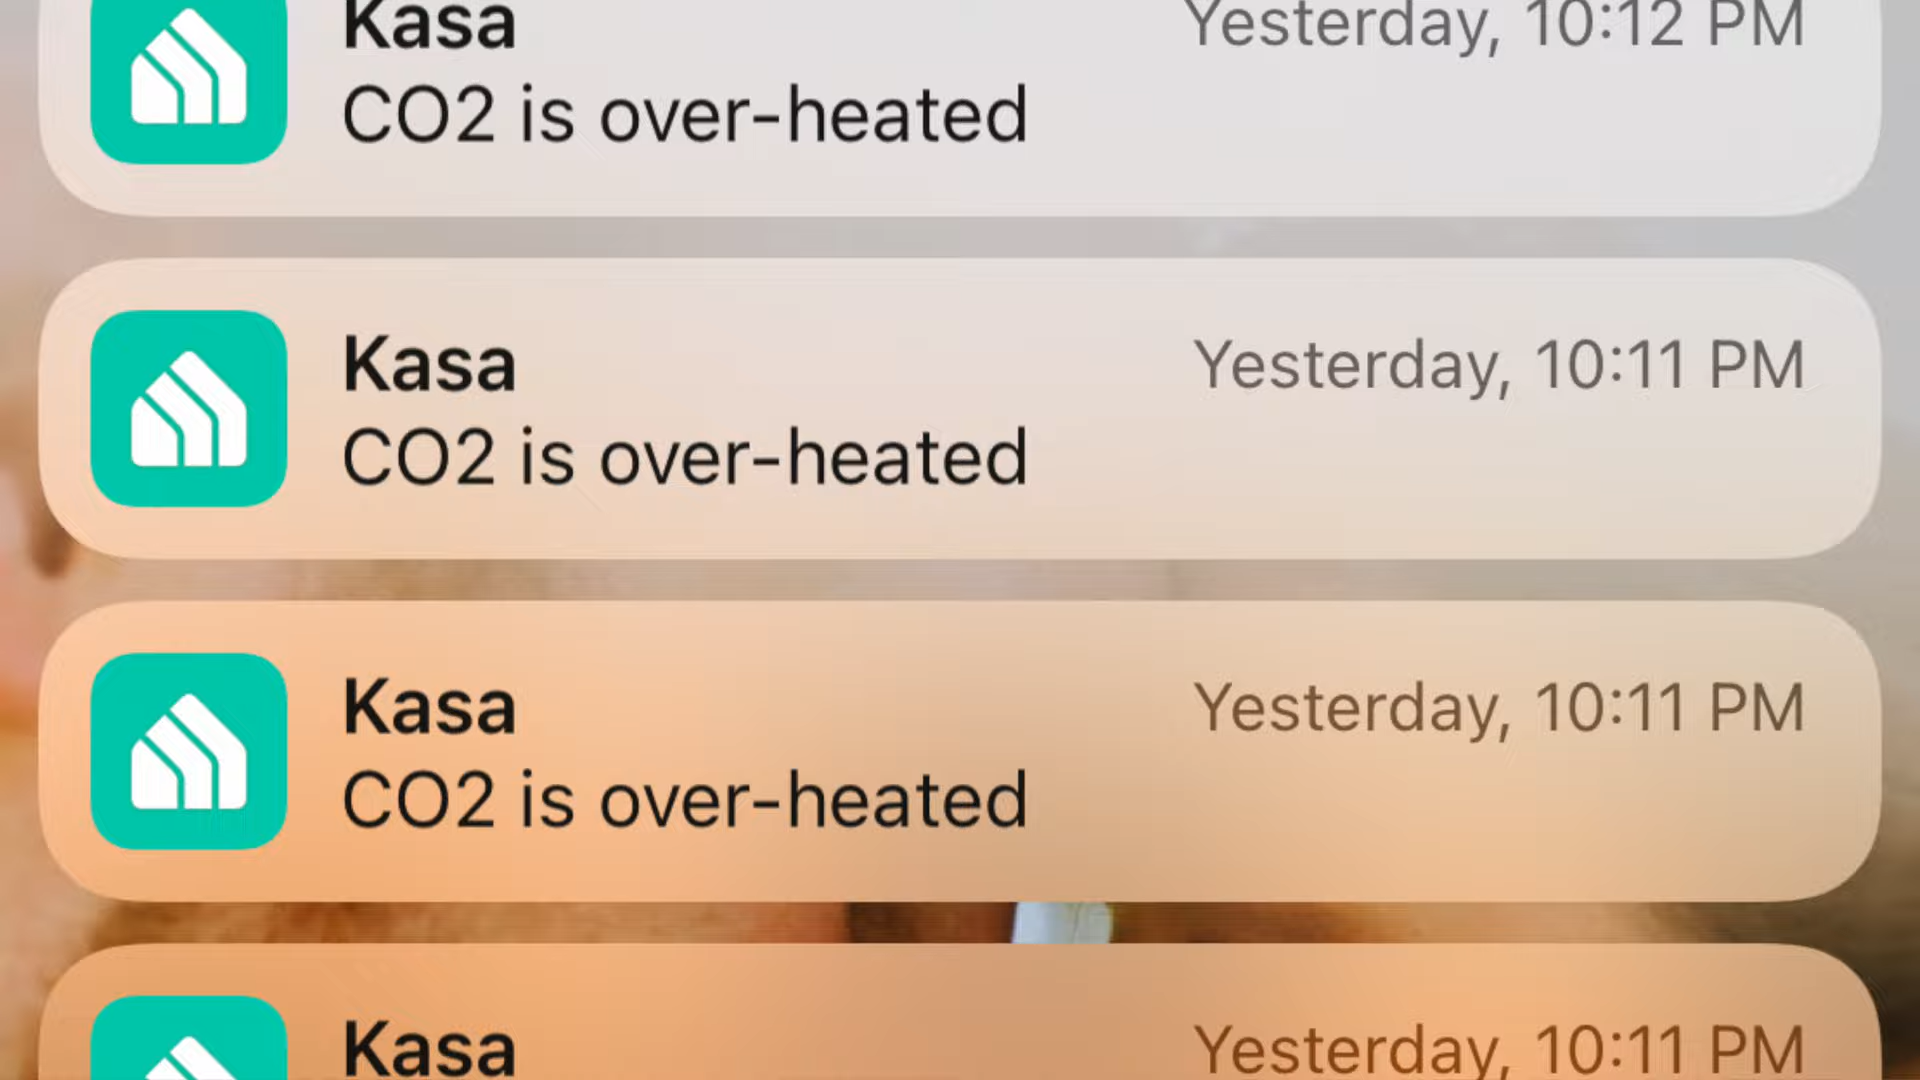 Kasa Yesterday, 10:12 PM
CO2 is over-heated
Kasa Yesterday, 10:11 PM
CO2 is over-heated
Kasa Yesterday, 10:11 PM
CO2 is over-heated
Kasa Yesterday, 10:11 PM